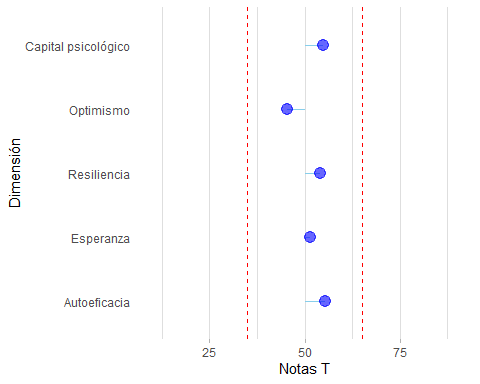 Capital psicológico
Optimismo
Resiliencia
Esperanza
Autoeficacia
Dimensión
25
50
75
Notas T